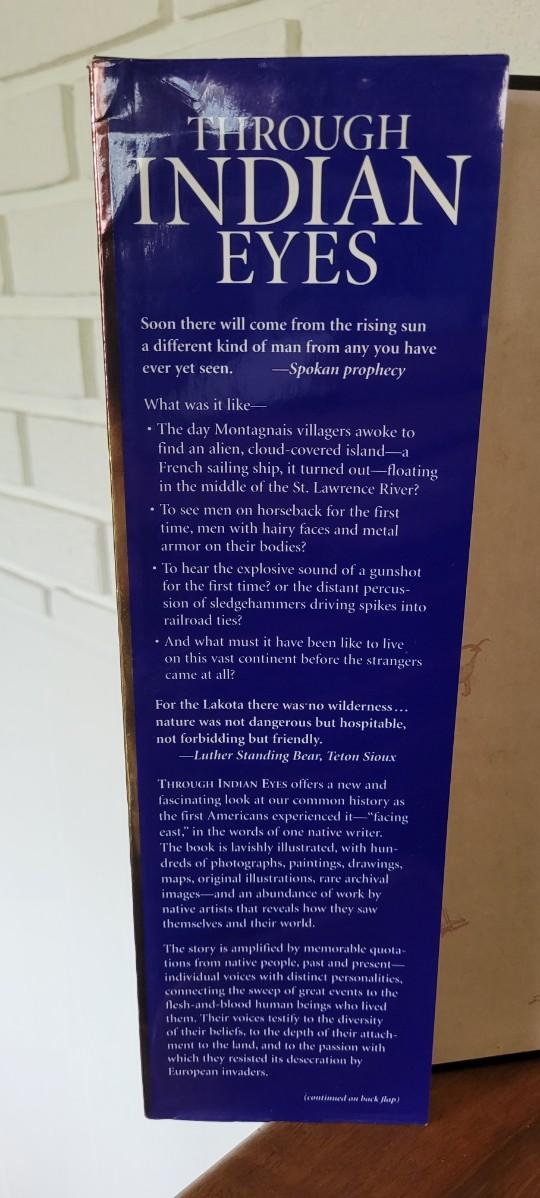 THROUGH
INDIAN
EYES
Soon there will come from the rising sun
a different kind of man from any you have
ever yet seen. —Spokan prophecy
What was it like—
• The day Montagnais villagers awoke to
find an alien, cloud-covered island—a
French sailing ship, it turned out—floating
in the middle of the St. Lawrence River?
• To see men on horseback for the first
time, men with hairy faces and metal
armor on their bodies?
• To hear the explosive sound of a gunshot
for the first time? or the distant percus-
sion of sledgehammers driving spikes into
railroad ties?
• And what must it have been like to live
on this vast continent before the strangers
came at all?
For the Lakota there was no wilderness...
nature was not dangerous but hospitable,
not forbidding but friendly.
—Luther Standing Bear, Teton Sioux
THROUGH INDIAN EYES offers a new and
fascinating look at our common history as
the first Americans experienced it—“facing
east,” in the words of one native writer.
The book is lavishly illustrated, with hun-
dreds of photographs, paintings, drawings,
maps, original illustrations, rare archival
images—and an abundance of work by
native artists that reveals how they saw
themselves and their world.
The story is amplified by memorable quota-
tions from native people, past and present—
individual voices with distinct personalities,
connecting the sweep of great events to the
flesh-and-blood human beings who lived
them. Their voices testify to the diversity
of their beliefs, to the depth of their attach-
ment to the land, and to the passion with
which they resisted its desecration by
European invaders.
(continued on back flap)